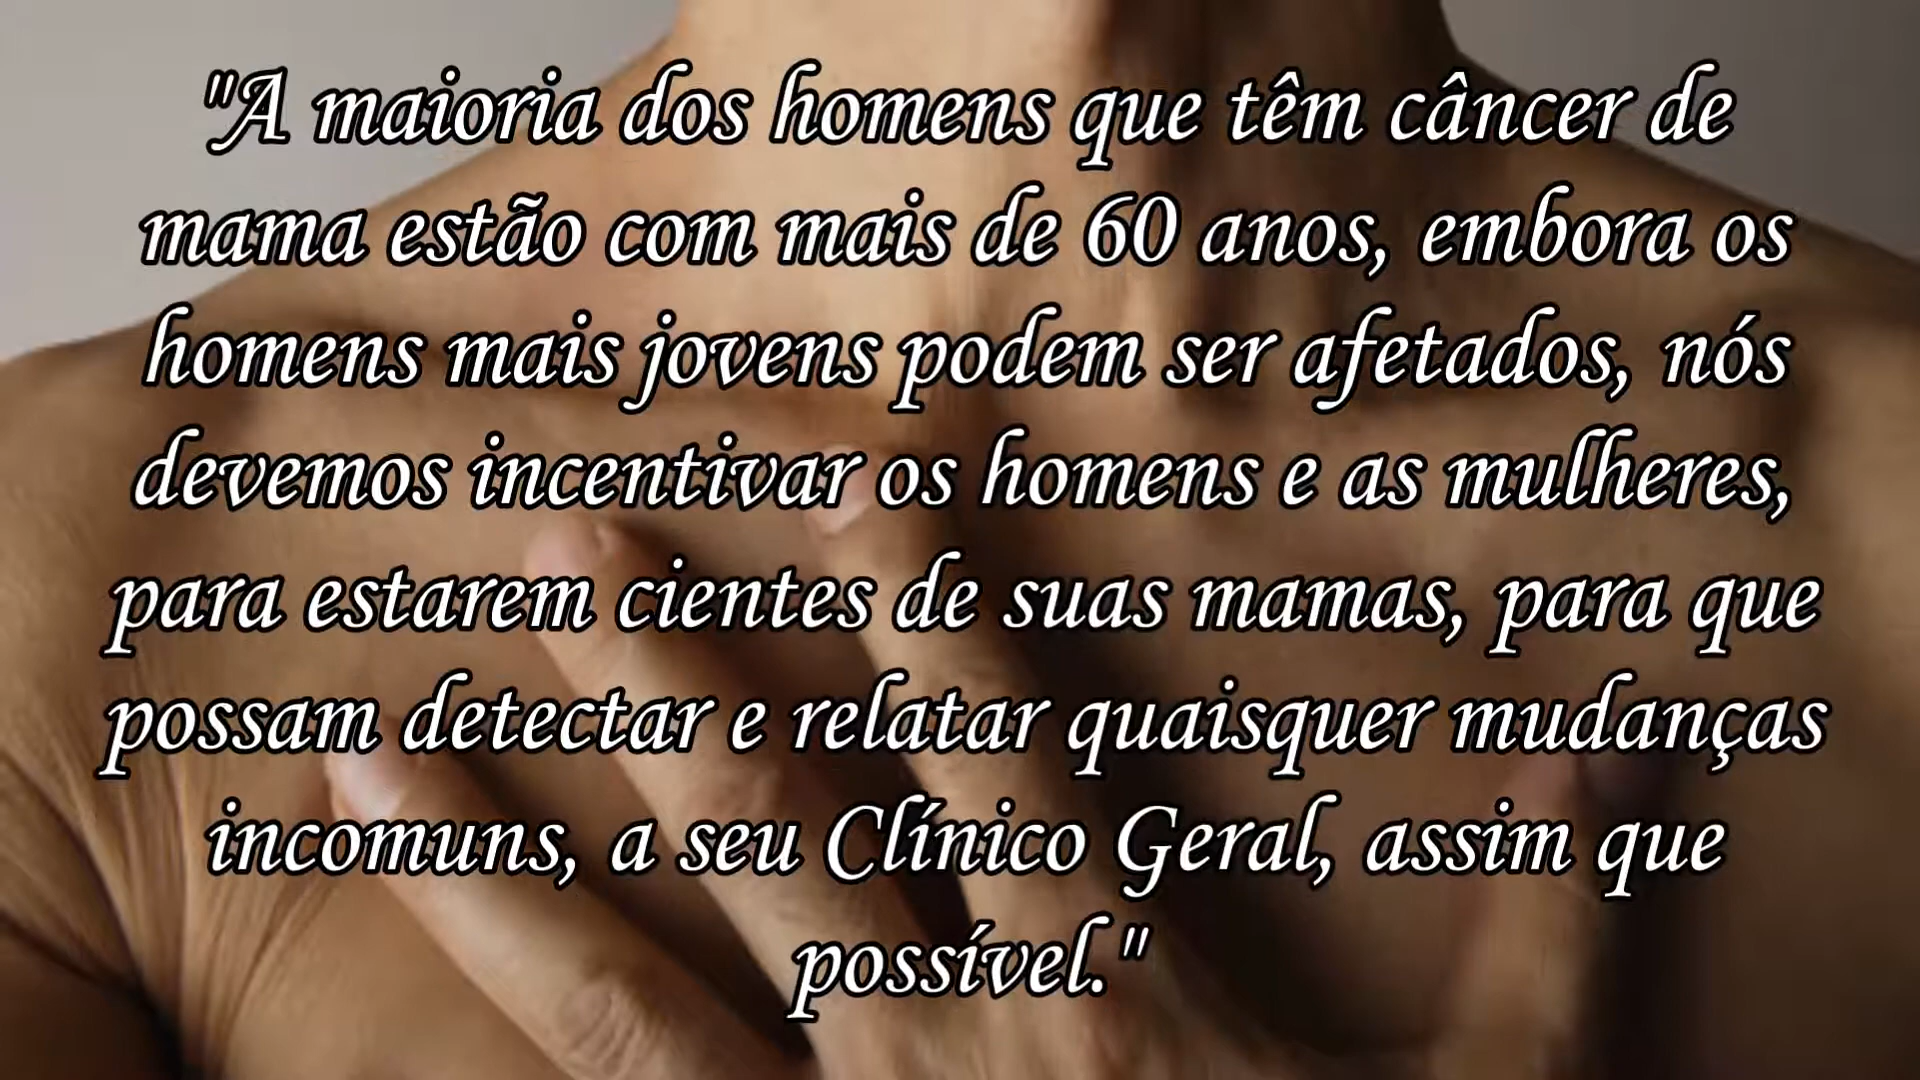 "A maioria dos homens que têm câncer de
mama estão com mais de 60 anos, embora os
homens mais jovens podem ser afetados, nós
devemos incentivar os homens e as mulheres,
para estarem cientes de suas mamas, para que
possam detectar e relatar quaisquer mudanças
incomuns, a seu Clínico Geral, assim que
possível."